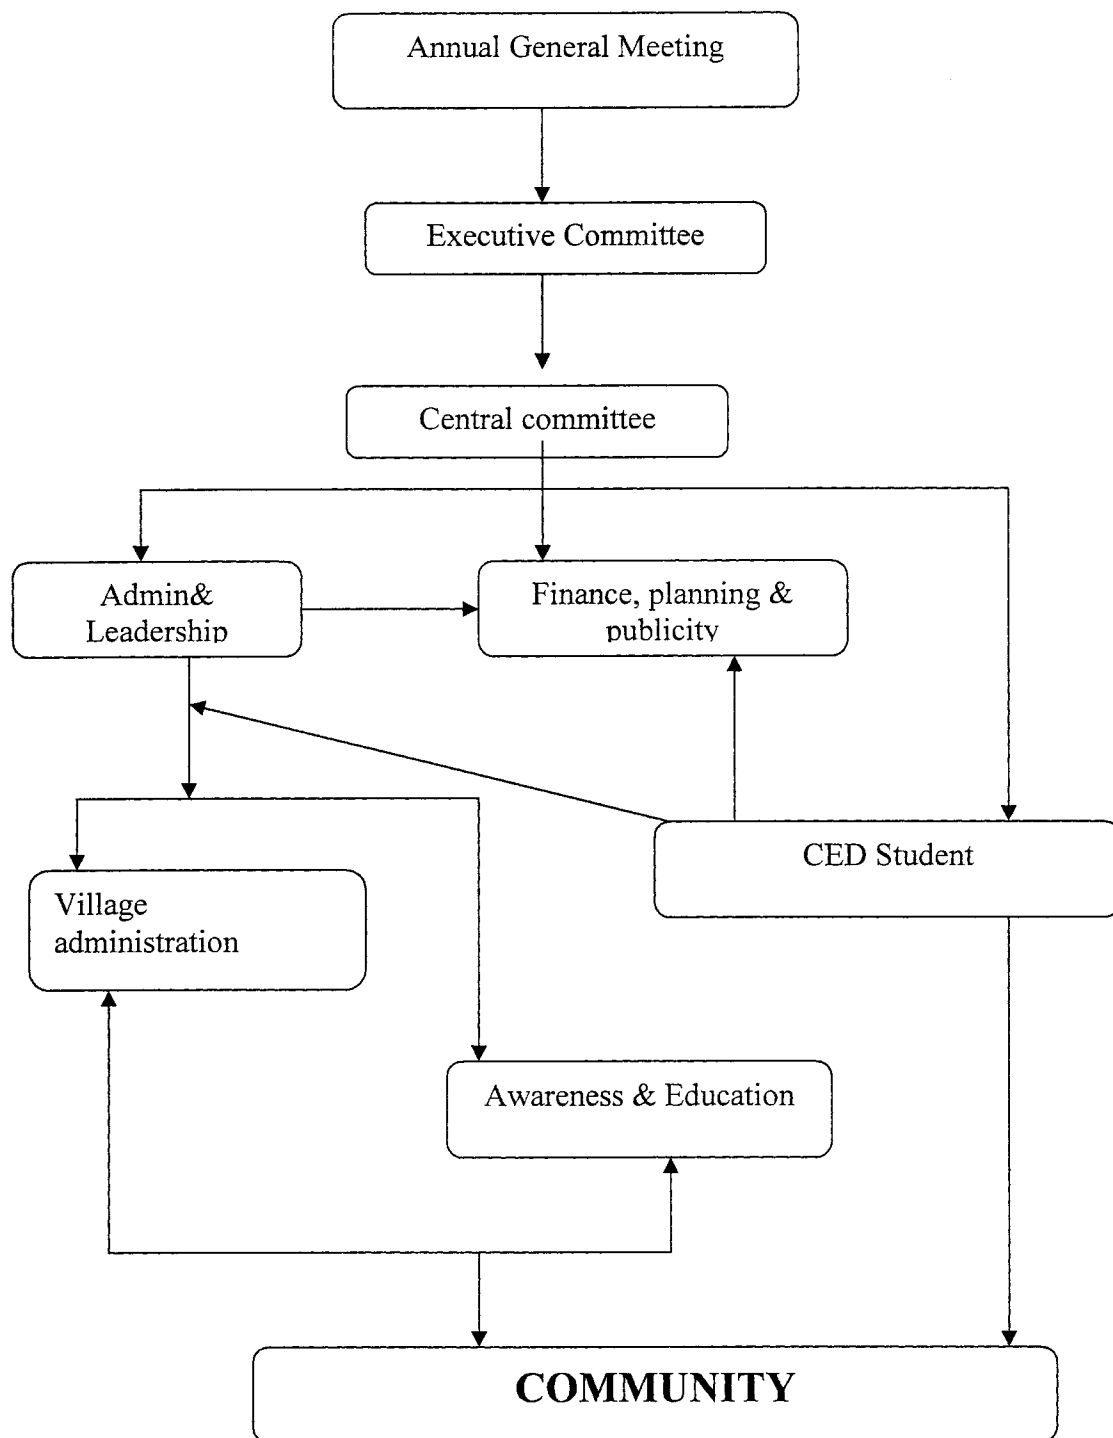 Annual General Meeting
Executive Committee
Central committee
Admin&
Leadership
Finance, planning &
publicity
CED Student
Village
administration
Awareness & Education
COMMUNITY